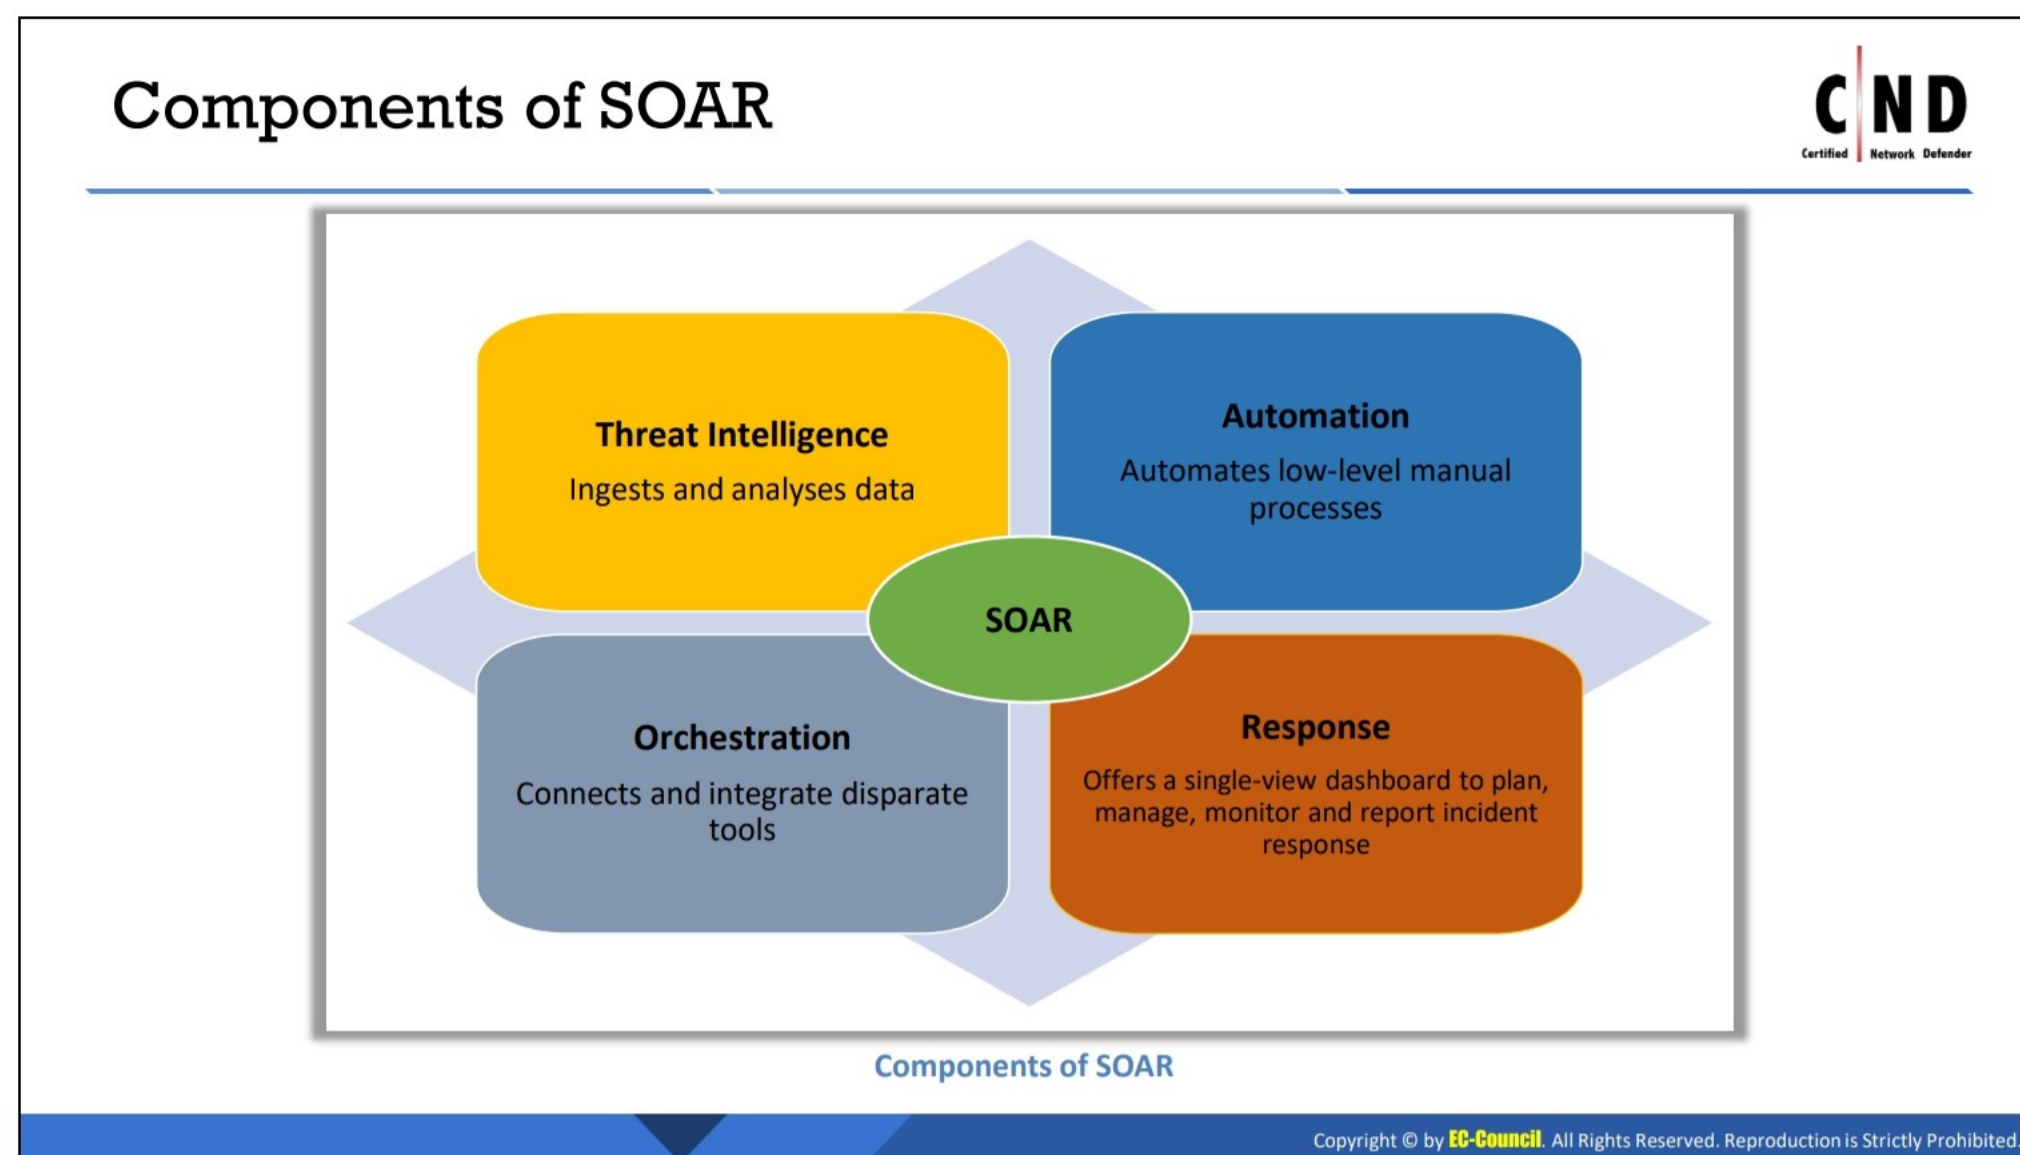 Components of SOAR
C ND
Certified Network Defender
Threat Intelligence
Ingests and analyses data
Automation
Automates low-level manual
processes
SOAR
Orchestration
Connects and integrate disparate
tools
Response
Offers a single-view dashboard to plan,
manage, monitor and report incident
response
Components of SOAR
Copyright © by EC-Council. All Rights Reserved. Reproduction is Strictly Prohibited.